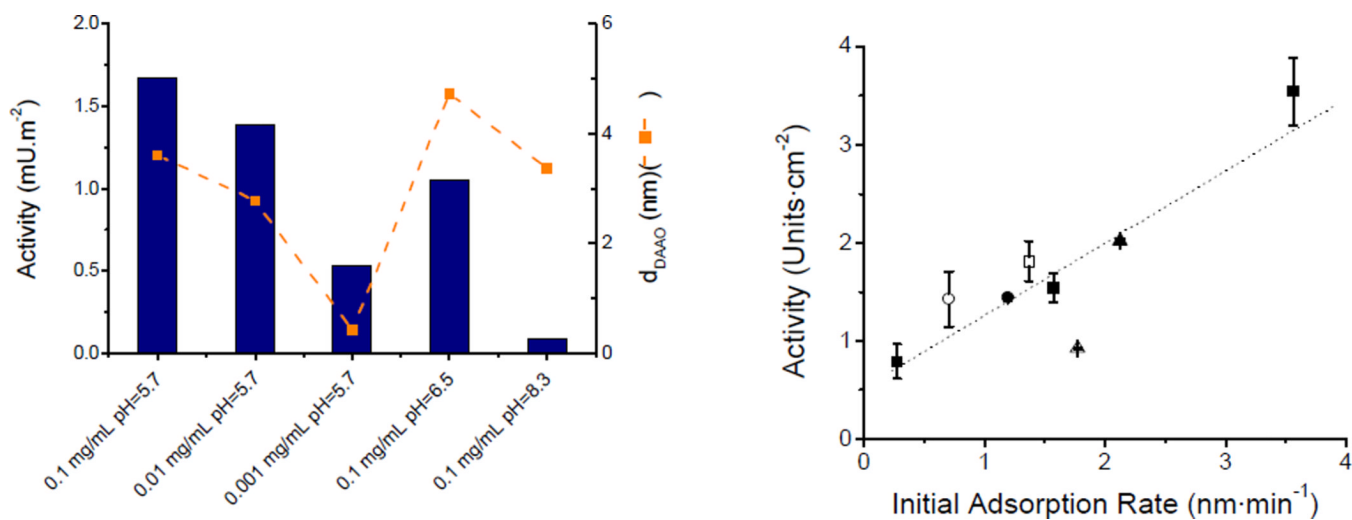 2.0
1.5
1.0
0.5
0.0
Activity (mU.m-2)
6
4
2
0
dDAAO (nm)( )
0.1 mg/mL pH=5.7
0.01 mg/mL pH=5.7
0.001 mg/mL pH=5.7
0.1 mg/mL pH=6.5
0.1 mg/mL pH=8.3
4
3
2
1
0
Activity (Units·cm-2)
0 1 2 3 4
Initial Adsorption Rate (nm·min-1)